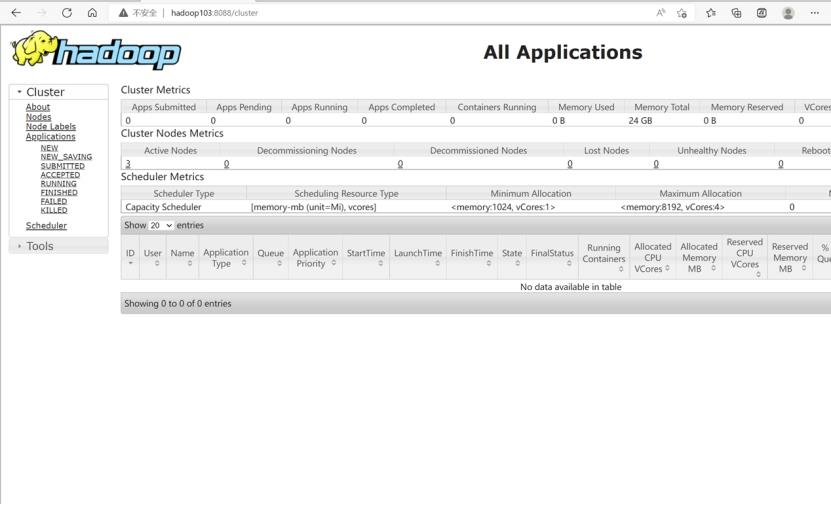 不安全 | hadoop103:8088/cluster
hadoop
All Applications
Cluster
About
Nodes
Node Labels
Applications
NEW
NEW_SAVING
SUBMITTED
ACCEPTED
RUNNING
FINISHED
FAILED
KILLED
Scheduler
Tools
Cluster Metrics
Apps Submitted Apps Pending Apps Running Apps Completed Containers Running Memory Used Memory Total Memory Reserved VCores
0 0 0 0 0 0 B 24 GB 0 B 0
Cluster Nodes Metrics
Active Nodes Decommissioning Nodes Decommissioned Nodes Lost Nodes Unhealthy Nodes Reboot
3 0 0 0 0 0
Scheduler Metrics
Scheduler Type Scheduling Resource Type Minimum Allocation Maximum Allocation
Capacity Scheduler [memory-mb (unit=Mi), vcores] <memory:1024, vCores:1> <memory:8192, vCores:4> 0
Show 20 entries
ID User Name Application Type Queue Application Priority StartTime LaunchTime FinishTime State FinalStatus Running Containers Allocated CPU VCores Allocated Memory MB Reserved CPU VCores Reserved Memory MB % Que
No data available in table
Showing 0 to 0 of 0 entries